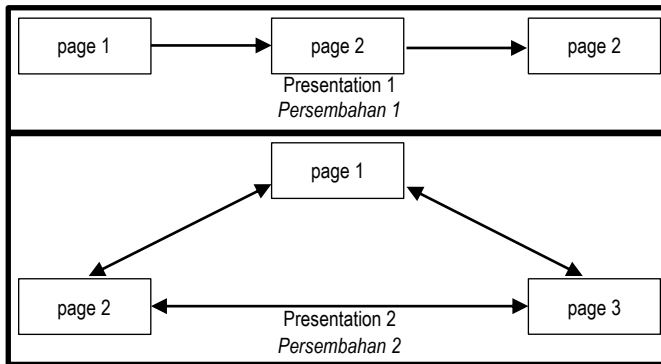 page 1
page 2
page 2
Presentation 1
Persembahan 1
page 1
page 2
page 3
Presentation 2
Persembahan 2